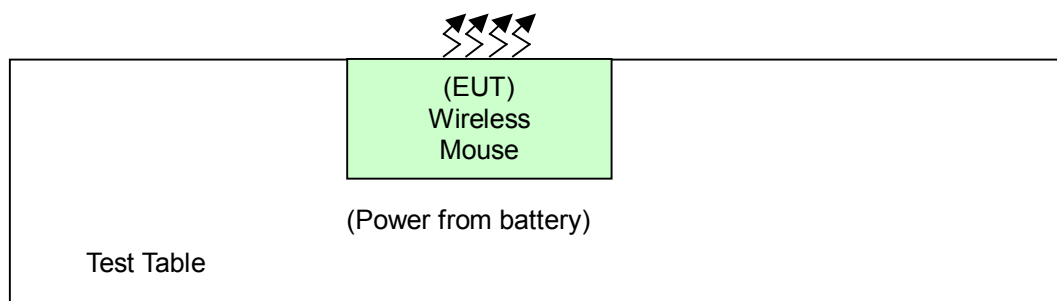 (EUT)
Wireless
Mouse
(Power from battery)
Test Table